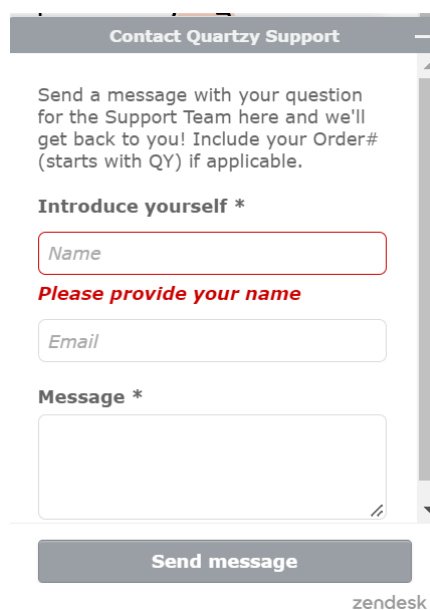 Contact Quartzy Support
Send a message with your question
for the Support Team here and we'll
get back to you! Include your Order#
(starts with QY) if applicable.
Introduce yourself *
Name
Please provide your name
Email
Message *
Send message
zendesk